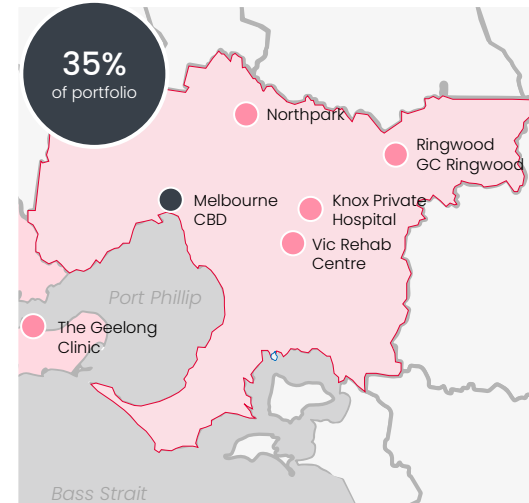 35%
of portfolio
Northpark
Ringwood
GC Ringwood
Melbourne
CBD
Knox Private
Hospital
Vic Rehab
Centre
Port Phillip
The Geelong
Clinic
Bass Strait